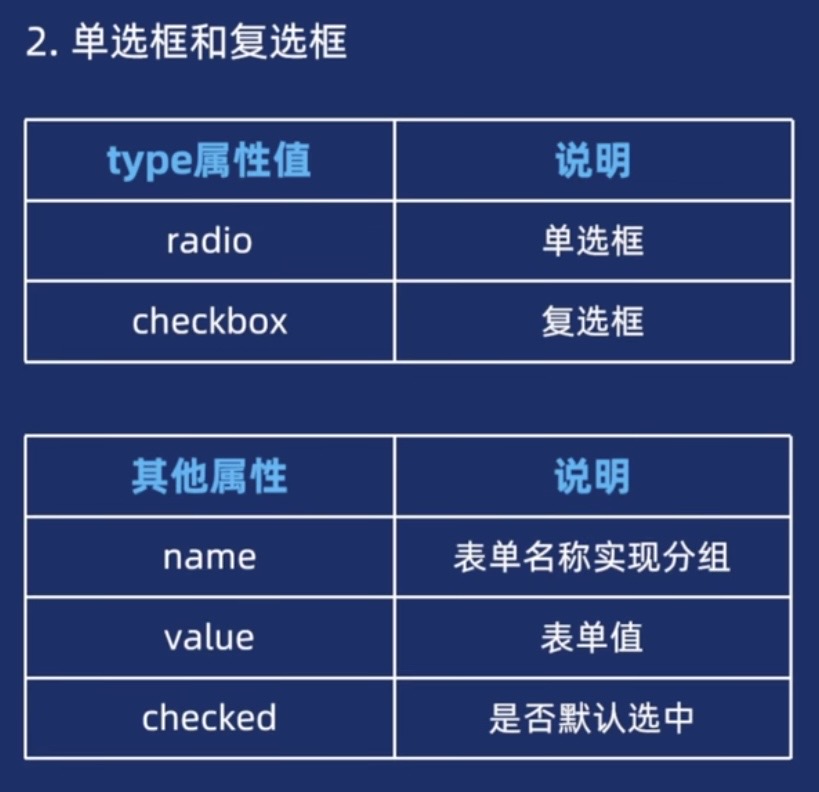 2. 单选框和复选框
type属性值 说明
radio 单选框
checkbox 复选框
其他属性 说明
name 表单名称实现分组
value 表单值
checked 是否默认选中